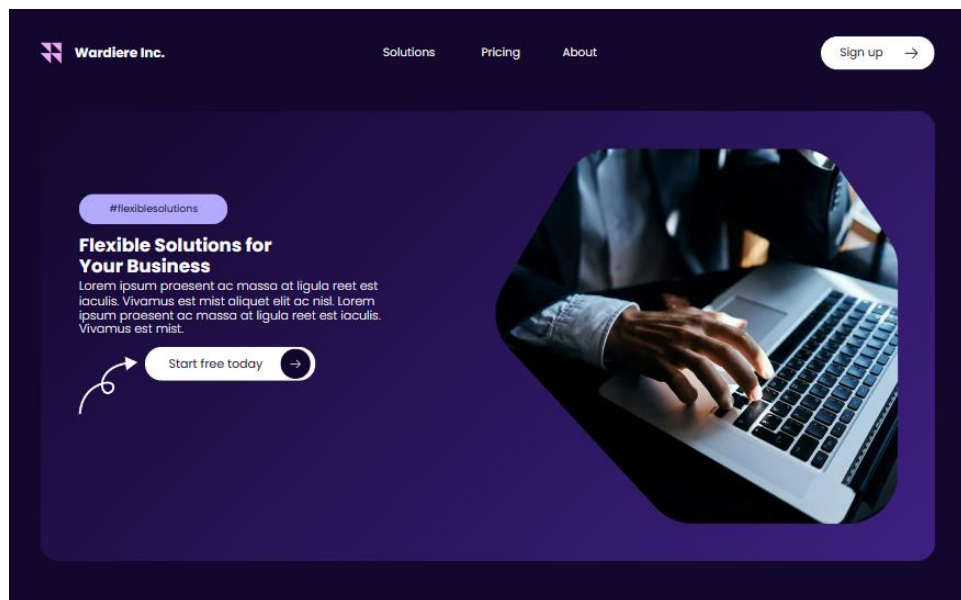 Wardiere Inc.
Solutions
Pricing
About
Sign up
#flexiblesolutions
Flexible Solutions for
Your Business
Lorem ipsum praesent ac massa at ligula reet est
iaculis. Vivamus est mist aliquet elit ac nisl. Lorem
ipsum praesent ac massa at ligula reet est iaculis.
Vivamus est mist.
Start free today